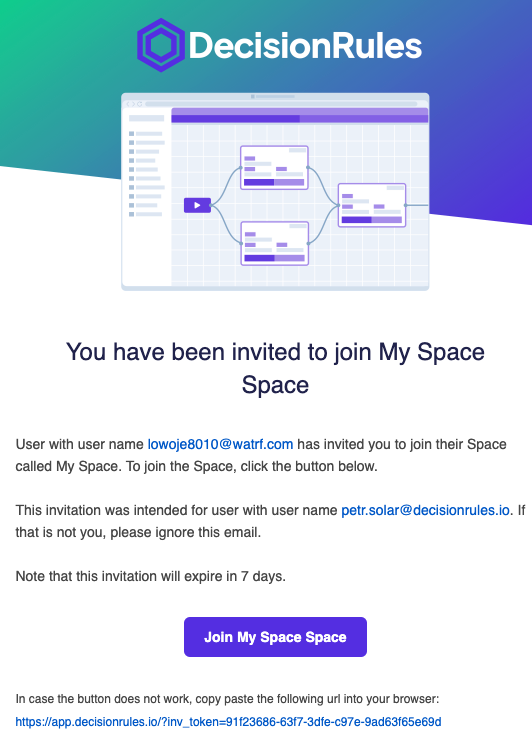 DecisionRules
You have been invited to join My Space
Space
User with user name lowoje8010@watrf.com has invited you to join their Space
called My Space. To join the Space, click the button below.
This invitation was intended for user with user name petr.solar@decisionrules.io. If
that is not you, please ignore this email.
Note that this invitation will expire in 7 days.
Join My Space Space
In case the button does not work, copy paste the following url into your browser:
https://app.decisionrules.io/?inv_token=91f23686-63f7-3dfe-c97e-9ad63f65e69d